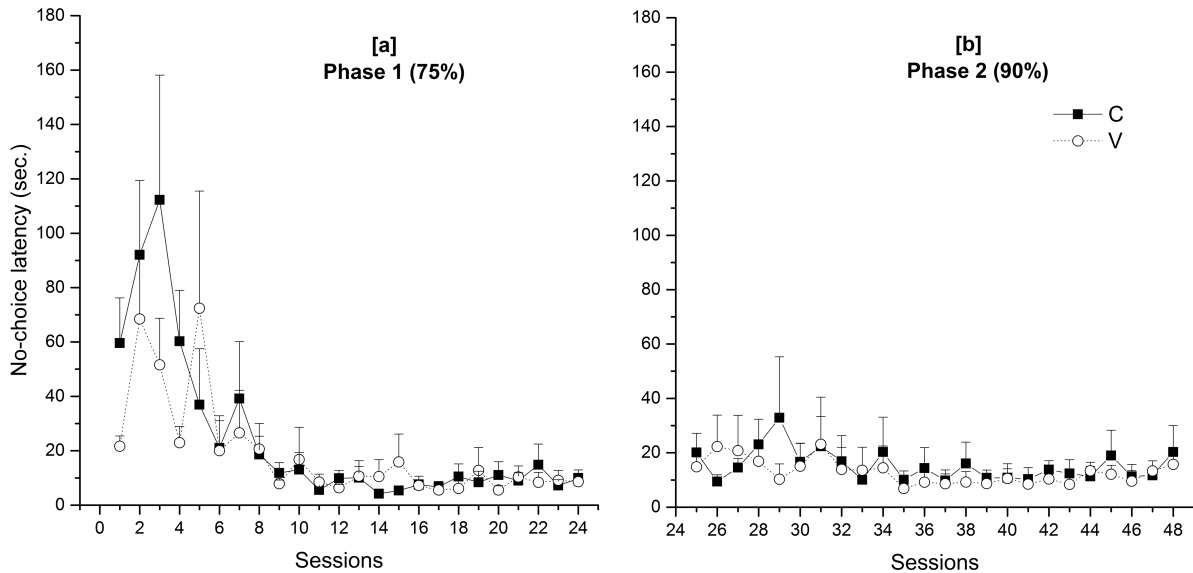 [a]
Phase 1 (75%)
No-choice latency (sec.)
180
160
140
120
100
80
60
40
20
0
0 2 4 6 8 10 12 14 16 18 20 22 24
Sessions
[b]
Phase 2 (90%)
C
V
180
160
140
120
100
80
60
40
20
0
24 26 28 30 32 34 36 38 40 42 44 46 48
Sessions